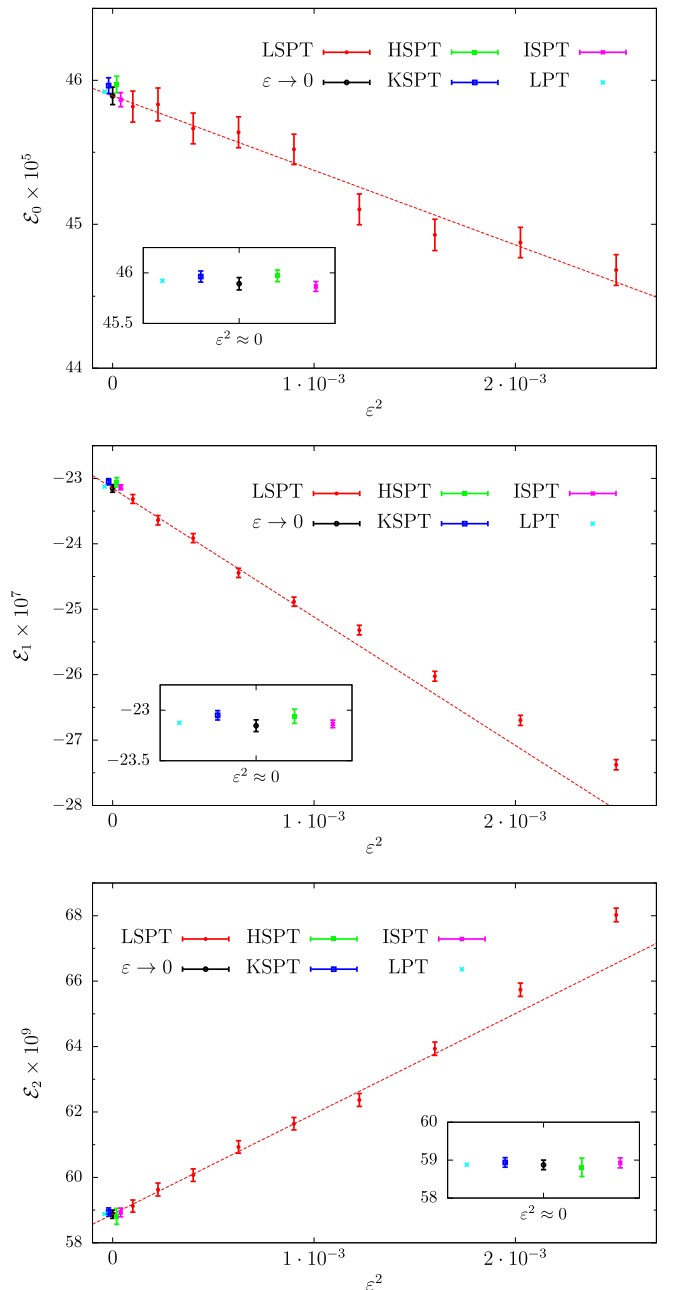 LSPT HSPT ISPT
ε → 0 KSPT LPT
46
45
44
ℰ₀ × 10⁵
46
45.5
ε² ≈ 0
0 1 · 10⁻³ 2 · 10⁻³
ε²
LSPT HSPT ISPT
ε → 0 KSPT LPT
−23
−24
−25
−26
−27
−28
ℰ₁ × 10⁷
−23
−23.5
ε² ≈ 0
0 1 · 10⁻³ 2 · 10⁻³
ε²
LSPT HSPT ISPT
ε → 0 KSPT LPT
68
66
64
62
60
58
ℰ₂ × 10⁹
60
59
58
ε² ≈ 0
0 1 · 10⁻³ 2 · 10⁻³
ε²